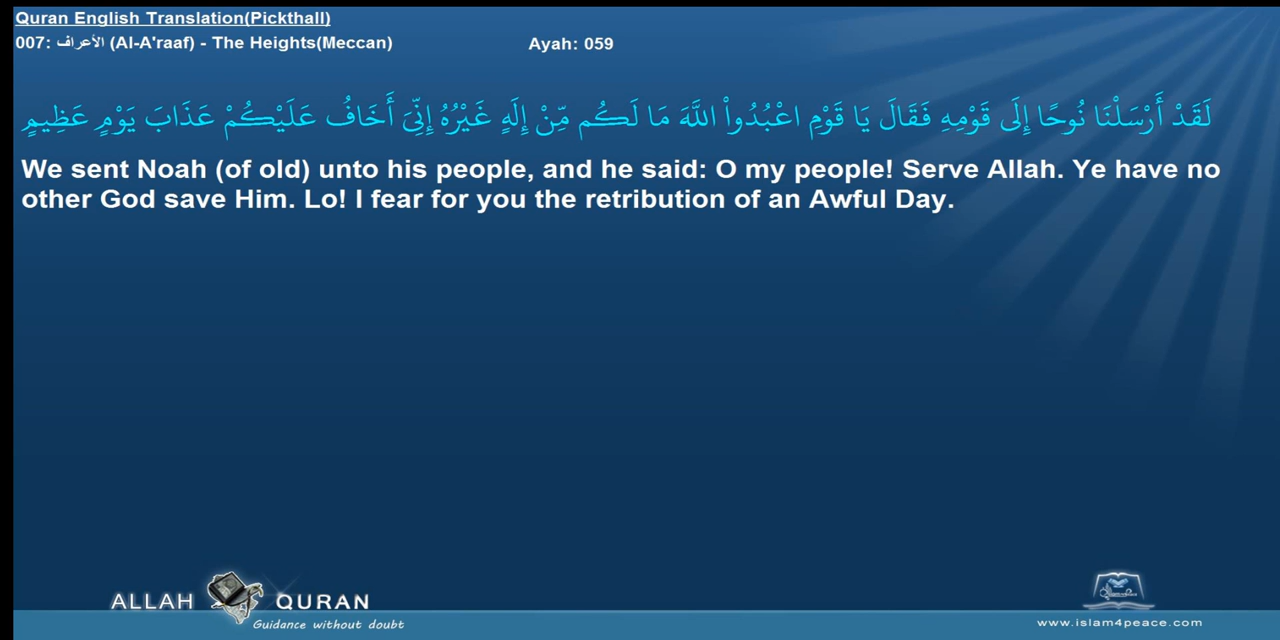 Quran English Translation(Pickthall)
007: الأعراف (Al-A'raaf) - The Heights(Meccan)
Ayah: 059
لَقَدْ أَرْسَلْنَا نُوحًا إِلَى قَوْمِهِ فَقَالَ يَا قَوْمِ اعْبُدُواْ اللَّهَ مَا لَكُم مِّنْ إِلَهٍ غَيْرُهُ إِنِّيَ أَخَافُ عَلَيْكُمْ عَذَابَ يَوْمٍ عَظِيمٍ
We sent Noah (of old) unto his people, and he said: O my people! Serve Allah. Ye have no
other God save Him. Lo! I fear for you the retribution of an Awful Day.
ALLAH QURAN
Guidance without doubt
www.islam4peace.com